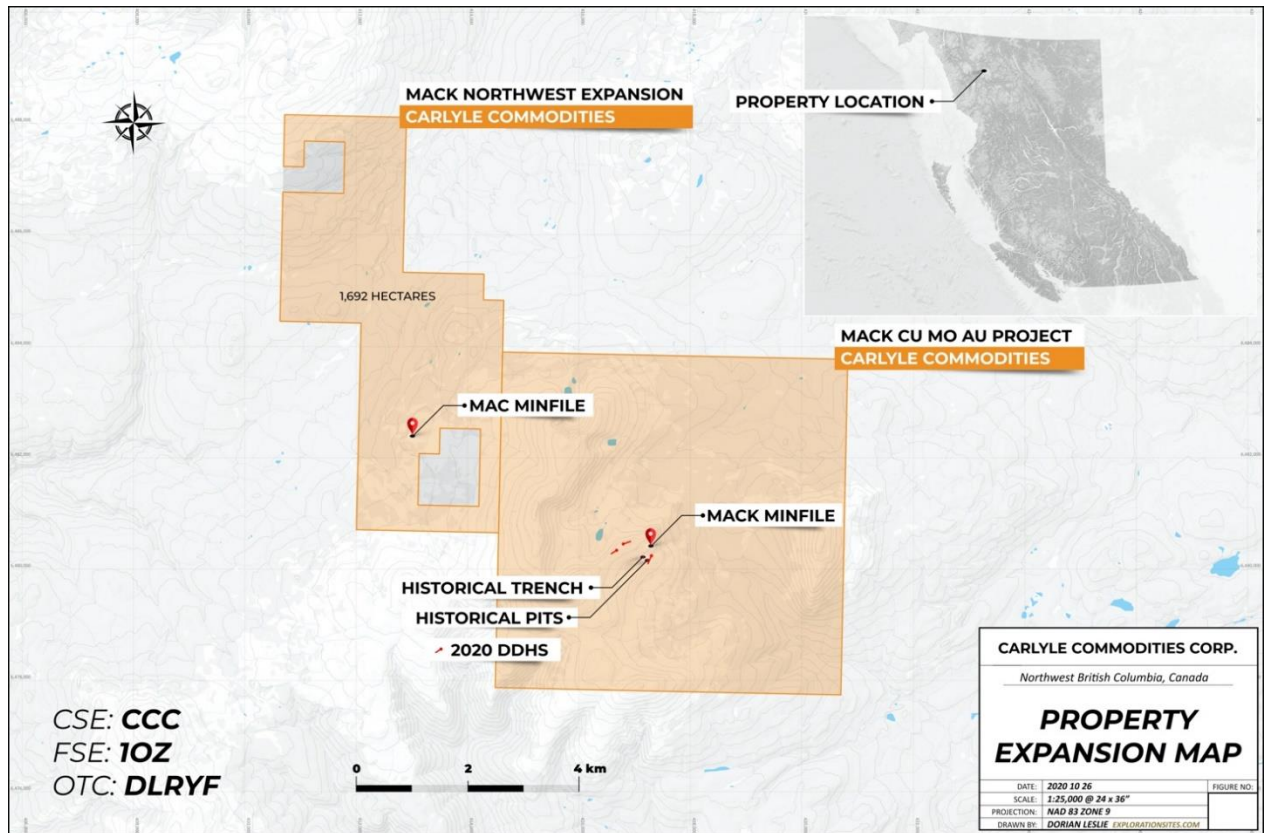 MACK NORTHWEST EXPANSION
CARLYLE COMMODITIES
PROPERTY LOCATION
1,692 HECTARES
MACK CU MO AU PROJECT
CARLYLE COMMODITIES
MAC MINFILE
MACK MINFILE
HISTORICAL TRENCH
HISTORICAL PITS
2020 DDHS
CSE: CCC
FSE: 1OZ
OTC: DLRYF
0 2 4 km
CARLYLE COMMODITIES CORP.
Northwest British Columbia, Canada
PROPERTY
EXPANSION MAP
DATE: 2020 10 26
FIGURE NO:
SCALE: 1:25,000 @ 24 x 36"
PROJECTION: NAD 83 ZONE 9
DRAWN BY: DORIAN LESLIE EXPLORATIONSITES.COM